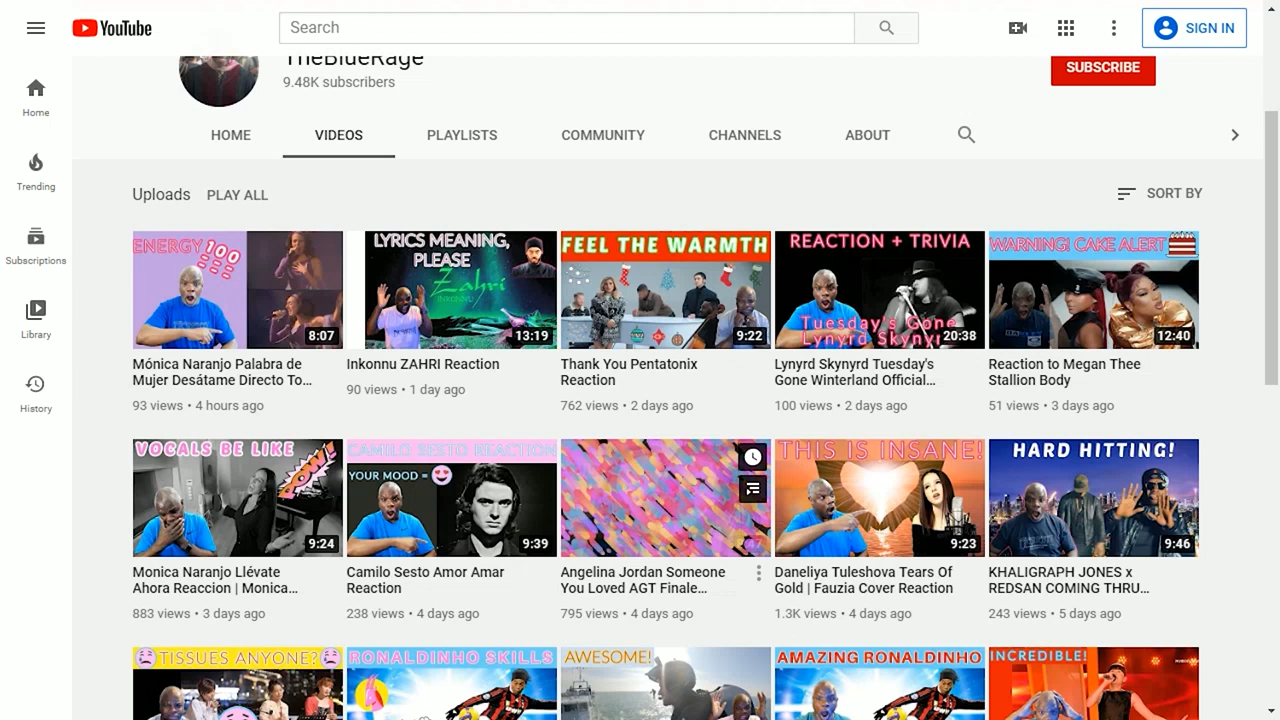 YouTube
Search
SIGN IN
TheBlueRage
9.48K subscribers
SUBSCRIBE
Home
Trending
Subscriptions
Library
History
HOME
VIDEOS
PLAYLISTS
COMMUNITY
CHANNELS
ABOUT
Uploads
PLAY ALL
SORT BY
ENERGY 100
8:07
Mónica Naranjo Palabra de
Mujer Desátame Directo To...
93 views • 4 hours ago
LYRICS MEANING,
PLEASE
Zahri
INKONNU
13:19
Inkonnu ZAHRI Reaction
90 views • 1 day ago
FEEL THE WARMTH
9:22
Thank You Pentatonix
Reaction
762 views • 2 days ago
REACTION + TRIVIA
Tuesday's Gone
Lynyrd Skynyrd
20:38
Lynyrd Skynyrd Tuesday's
Gone Winterland Official...
100 views • 2 days ago
WARNING! CAKE ALERT
12:40
Reaction to Megan Thee
Stallion Body
51 views • 3 days ago
VOCALS BE LIKE
POW!
9:24
Monica Naranjo Llévate
Ahora Reaccion | Monica...
883 views • 3 days ago
CAMILO SESTO REACTION
YOUR MOOD =
9:39
Camilo Sesto Amor Amar
Reaction
238 views • 4 days ago
Angelina Jordan Someone
You Loved AGT Finale...
795 views • 4 days ago
THIS IS INSANE!
9:23
Daneliya Tuleshova Tears Of
Gold | Fauzia Cover Reaction
1.3K views • 4 days ago
HARD HITTING!
9:46
KHALIGRAPH JONES x
REDSAN COMING THRU...
243 views • 5 days ago
TISSUES ANYONE?
RONALDINHO SKILLS
AWESOME!
AMAZING RONALDINHO
INCREDIBLE!